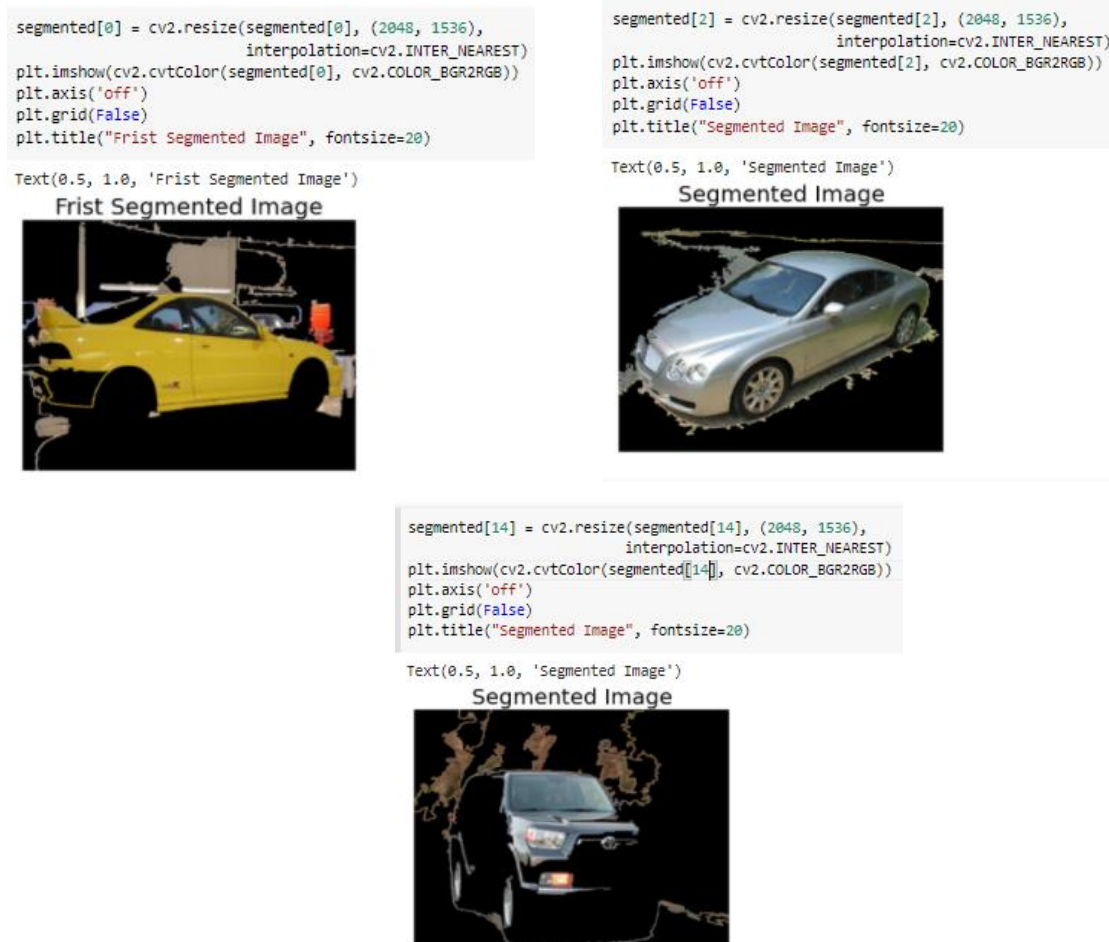 segmented[0] = cv2.resize(segmented[0], (2048, 1536),
interpolation=cv2.INTER_NEAREST)
plt.imshow(cv2.cvtColor(segmented[0], cv2.COLOR_BGR2RGB))
plt.axis('off')
plt.grid(False)
plt.title("Frist Segmented Image", fontsize=20)
Text(0.5, 1.0, 'Frist Segmented Image')
Frist Segmented Image
segmented[2] = cv2.resize(segmented[2], (2048, 1536),
interpolation=cv2.INTER_NEAREST)
plt.imshow(cv2.cvtColor(segmented[2], cv2.COLOR_BGR2RGB))
plt.axis('off')
plt.grid(False)
plt.title("Segmented Image", fontsize=20)
Text(0.5, 1.0, 'Segmented Image')
Segmented Image
segmented[14] = cv2.resize(segmented[14], (2048, 1536),
interpolation=cv2.INTER_NEAREST)
plt.imshow(cv2.cvtColor(segmented[14], cv2.COLOR_BGR2RGB))
plt.axis('off')
plt.grid(False)
plt.title("Segmented Image", fontsize=20)
Text(0.5, 1.0, 'Segmented Image')
Segmented Image